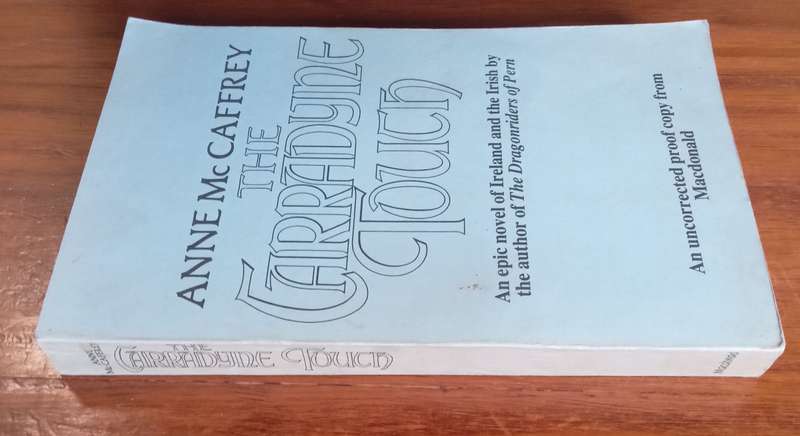 ANNE McCAFFREY
THE
CARRADYNE
TOUCH
An epic novel of Ireland and the Irish by
the author of The Dragonriders of Pern
An uncorrected proof copy from
Macdonald
ANNE
McCAFFREY
THE
CARRADYNE TOUCH
MACDONALD